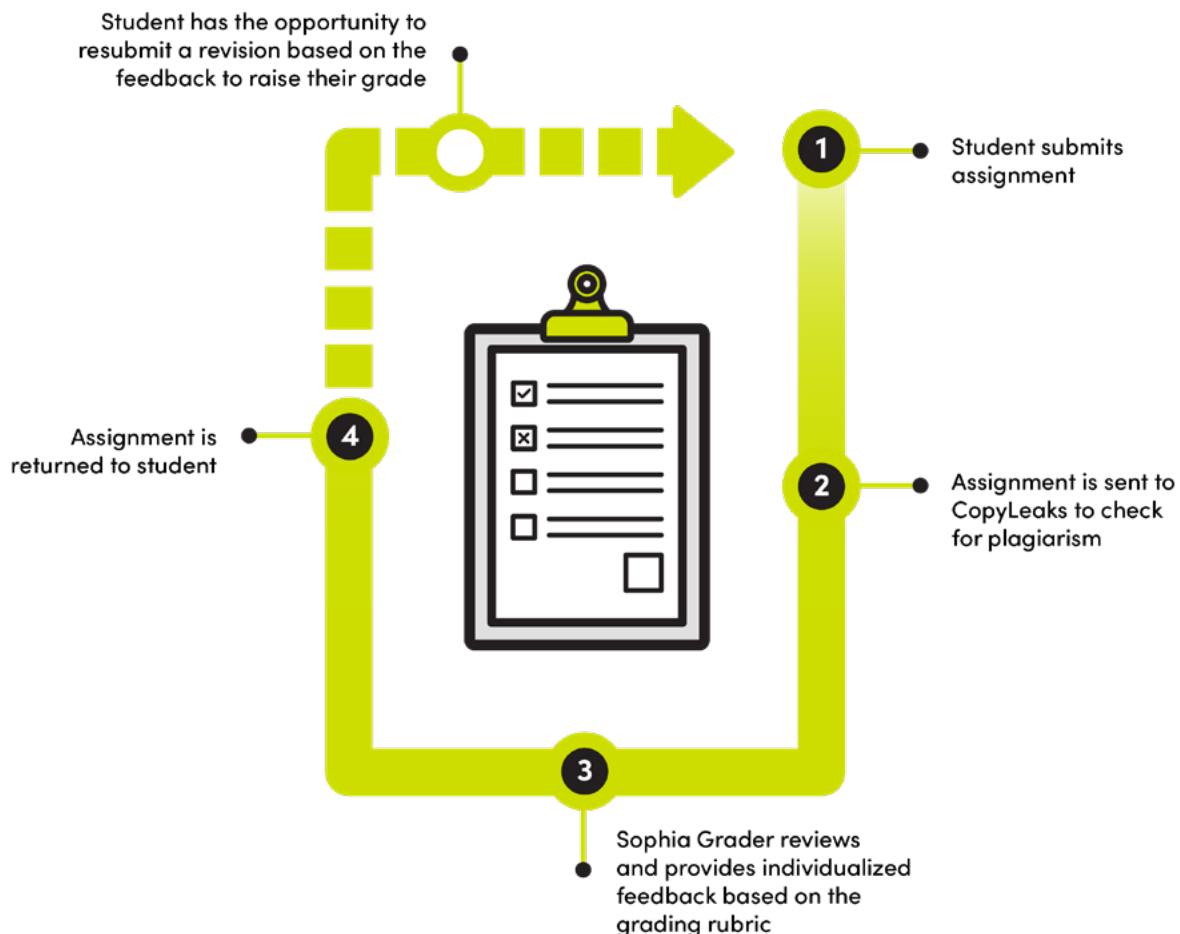 Student has the opportunity to
resubmit a revision based on the
feedback to raise their grade
1
Student submits
assignment
2
Assignment is sent to
CopyLeaks to check
for plagiarism
3
Sophia Grader reviews
and provides individualized
feedback based on the
grading rubric
4
Assignment is
returned to student